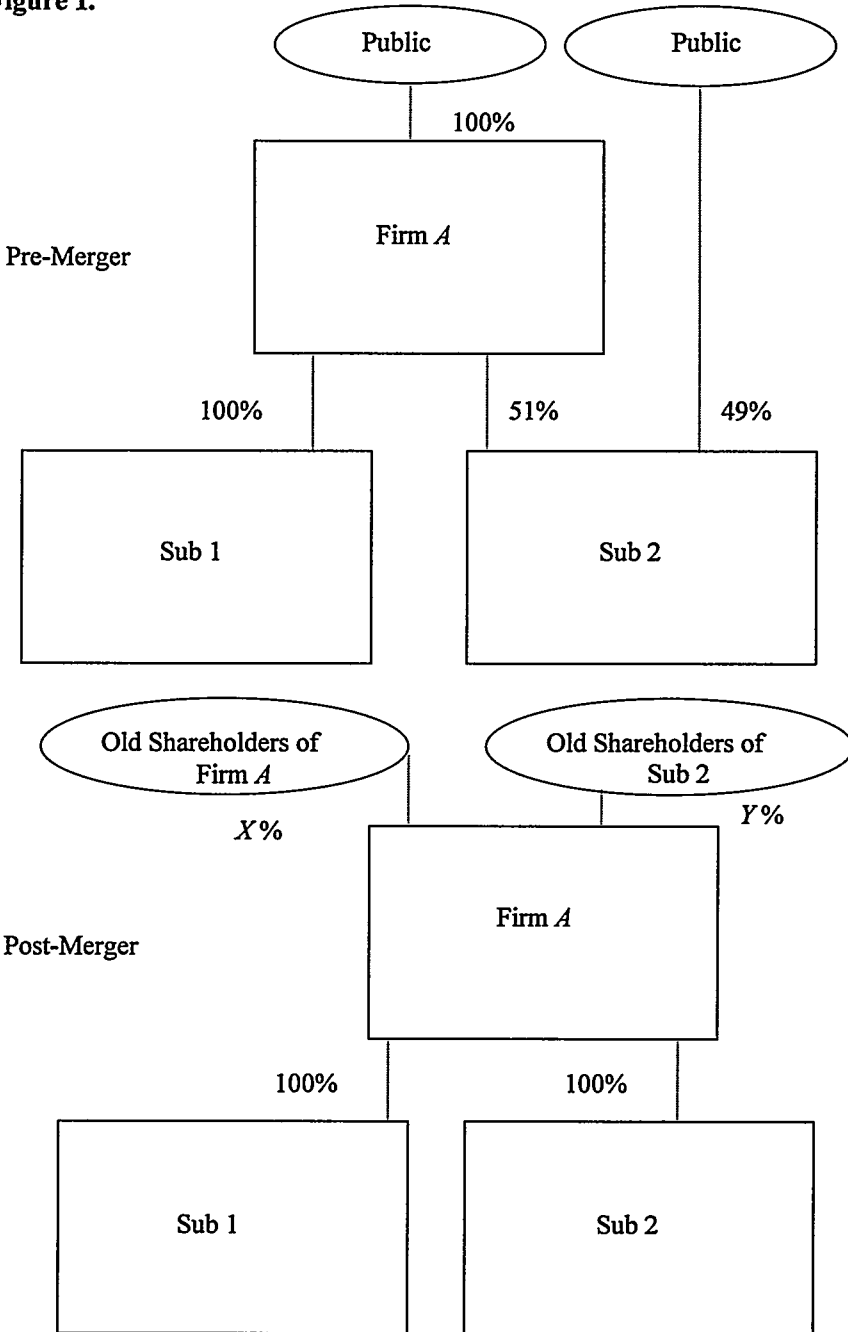 Figure 1.
Public
Public
100%
Firm A
Pre-Merger
100%
51%
49%
Sub 1
Sub 2
Old Shareholders of
Firm A
Old Shareholders of
Sub 2
X%
Y%
Firm A
Post-Merger
100%
100%
Sub 1
Sub 2